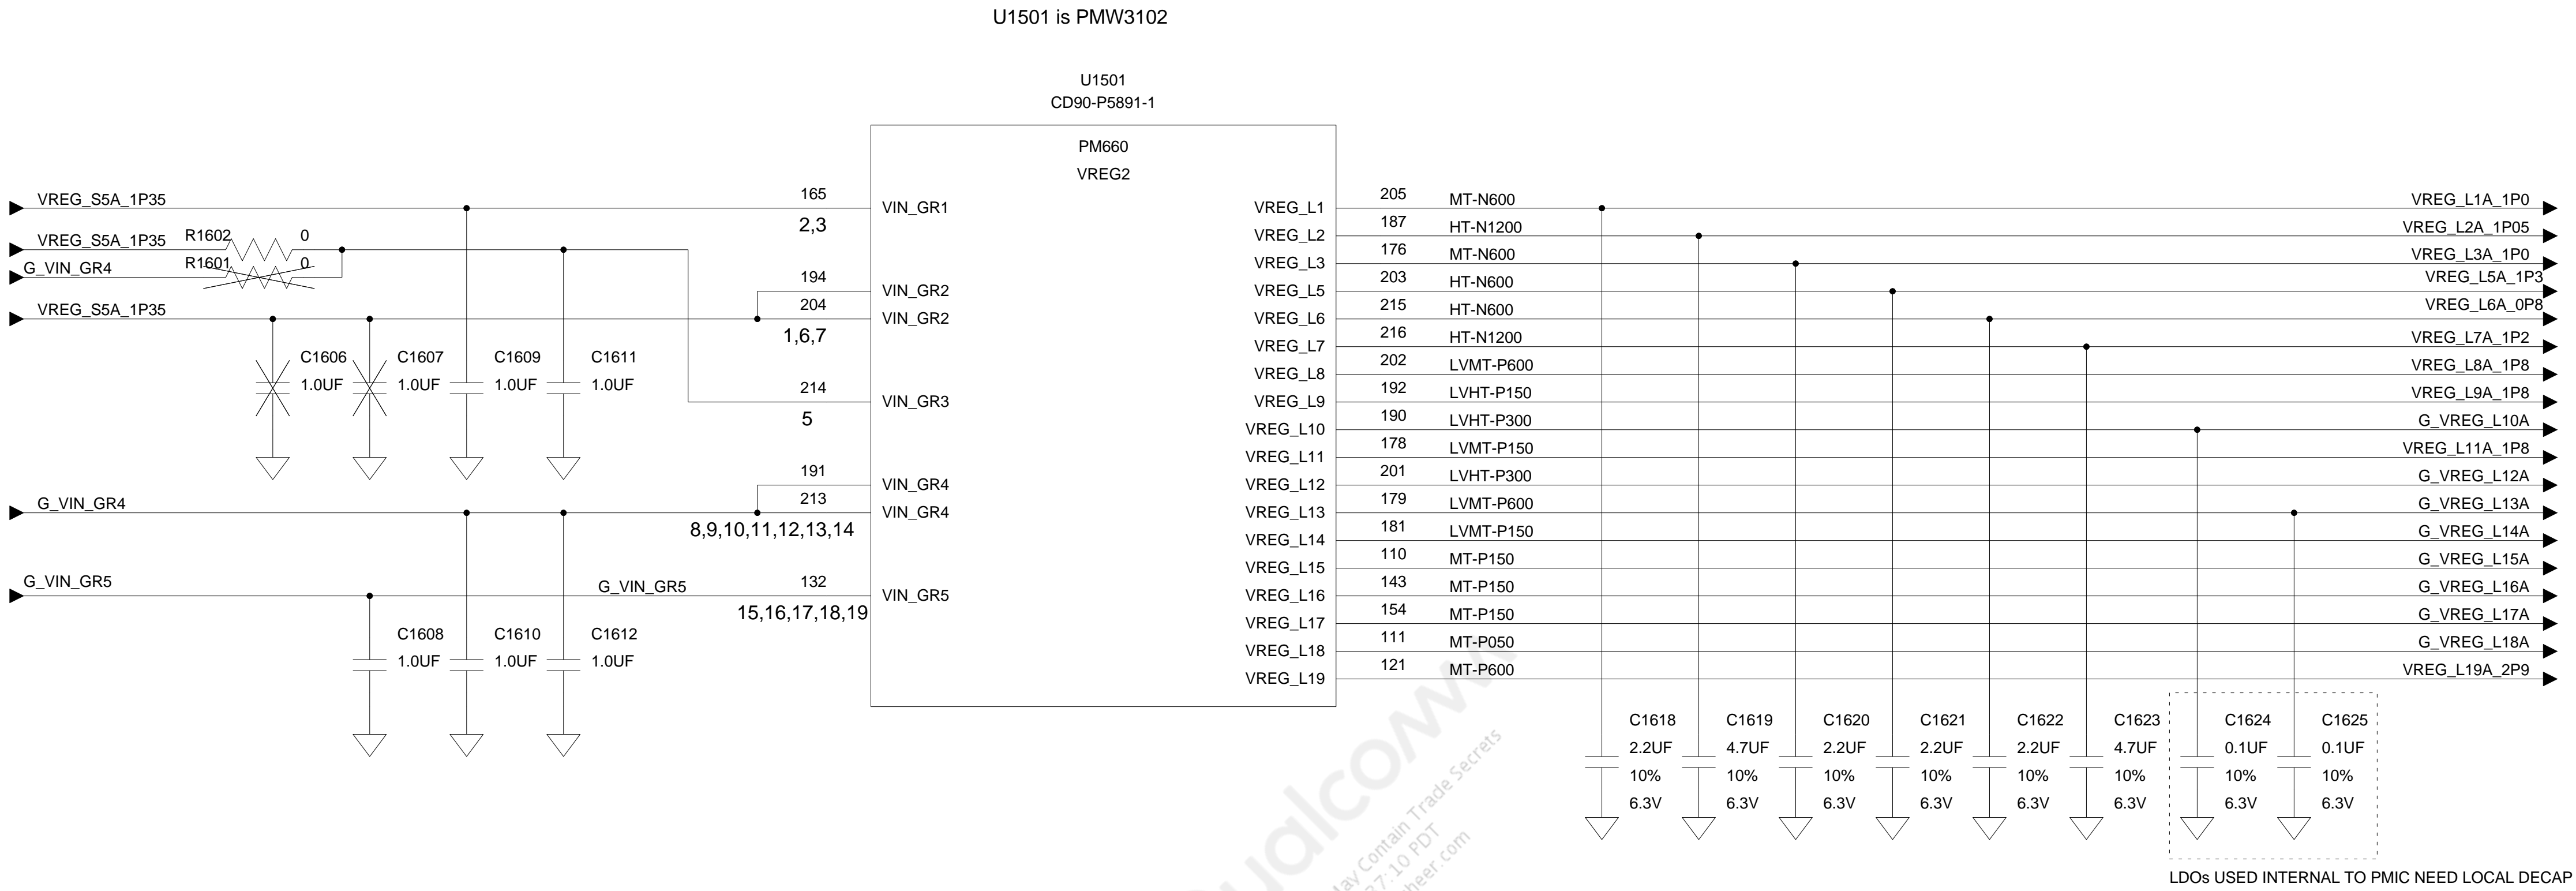 U1501 is PMW3102
U1501
CD90-P5891-1
PM660
VREG2
VREG_S5A_1P35
165
VIN_GR1
2,3
VREG_S5A_1P35
R1602
0
G_VIN_GR4
R1601
0
194
VIN_GR2
VREG_S5A_1P35
204
VIN_GR2
1,6,7
C1606
1.0UF
C1607
1.0UF
C1609
1.0UF
C1611
1.0UF
214
VIN_GR3
5
191
VIN_GR4
G_VIN_GR4
213
VIN_GR4
8,9,10,11,12,13,14
G_VIN_GR5
G_VIN_GR5
132
VIN_GR5
15,16,17,18,19
C1608
1.0UF
C1610
1.0UF
C1612
1.0UF
VREG_L1 205 MT-N600 VREG_L1A_1P0
VREG_L2 187 HT-N1200 VREG_L2A_1P05
VREG_L3 176 MT-N600 VREG_L3A_1P0
VREG_L5 203 HT-N600 VREG_L5A_1P3
VREG_L6 215 HT-N600 VREG_L6A_0P8
VREG_L7 216 HT-N1200 VREG_L7A_1P2
VREG_L8 202 LVMT-P600 VREG_L8A_1P8
VREG_L9 192 LVHT-P150 VREG_L9A_1P8
VREG_L10 190 LVHT-P300 G_VREG_L10A
VREG_L11 178 LVMT-P150 VREG_L11A_1P8
VREG_L12 201 LVHT-P300 G_VREG_L12A
VREG_L13 179 LVMT-P600 G_VREG_L13A
VREG_L14 181 LVMT-P150 G_VREG_L14A
VREG_L15 110 MT-P150 G_VREG_L15A
VREG_L16 143 MT-P150 G_VREG_L16A
VREG_L17 154 MT-P150 G_VREG_L17A
VREG_L18 111 MT-P050 G_VREG_L18A
VREG_L19 121 MT-P600 VREG_L19A_2P9
C1618
2.2UF
10%
6.3V
C1619
4.7UF
10%
6.3V
C1620
2.2UF
10%
6.3V
C1621
2.2UF
10%
6.3V
C1622
2.2UF
10%
6.3V
C1623
4.7UF
10%
6.3V
C1624
0.1UF
10%
6.3V
C1625
0.1UF
10%
6.3V
LDOs USED INTERNAL TO PMIC NEED LOCAL DECAP
Contain Trade Secrets
PDT